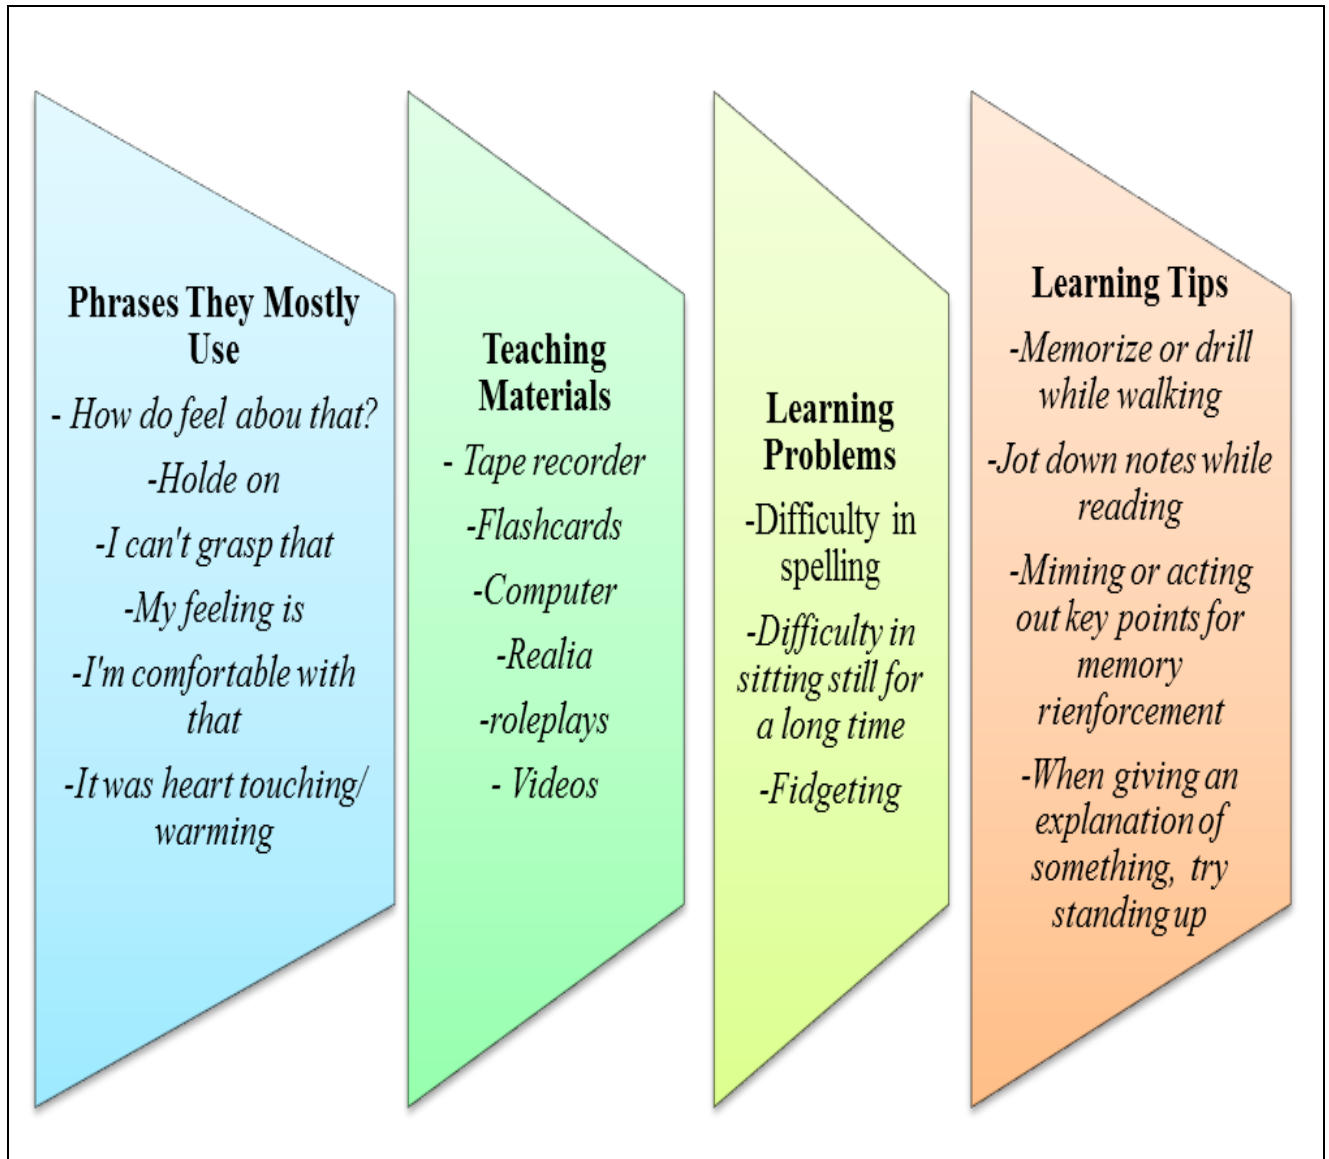 Phrases They Mostly
Use
- How do feel abou that?
-Holde on
-I can't grasp that
-My feeling is
-I'm comfortable with
that
-It was heart touching/
warming
Teaching
Materials
- Tape recorder
-Flashcards
-Computer
-Realia
-roleplays
- Videos
Learning
Problems
-Difficulty in
spelling
-Difficulty in
sitting still for
a long time
-Fidgeting
Learning Tips
-Memorize or drill
while walking
-Jot down notes while
reading
-Miming or acting
out key points for
memory
rienforcement
-When giving an
explanation of
something, try
standing up